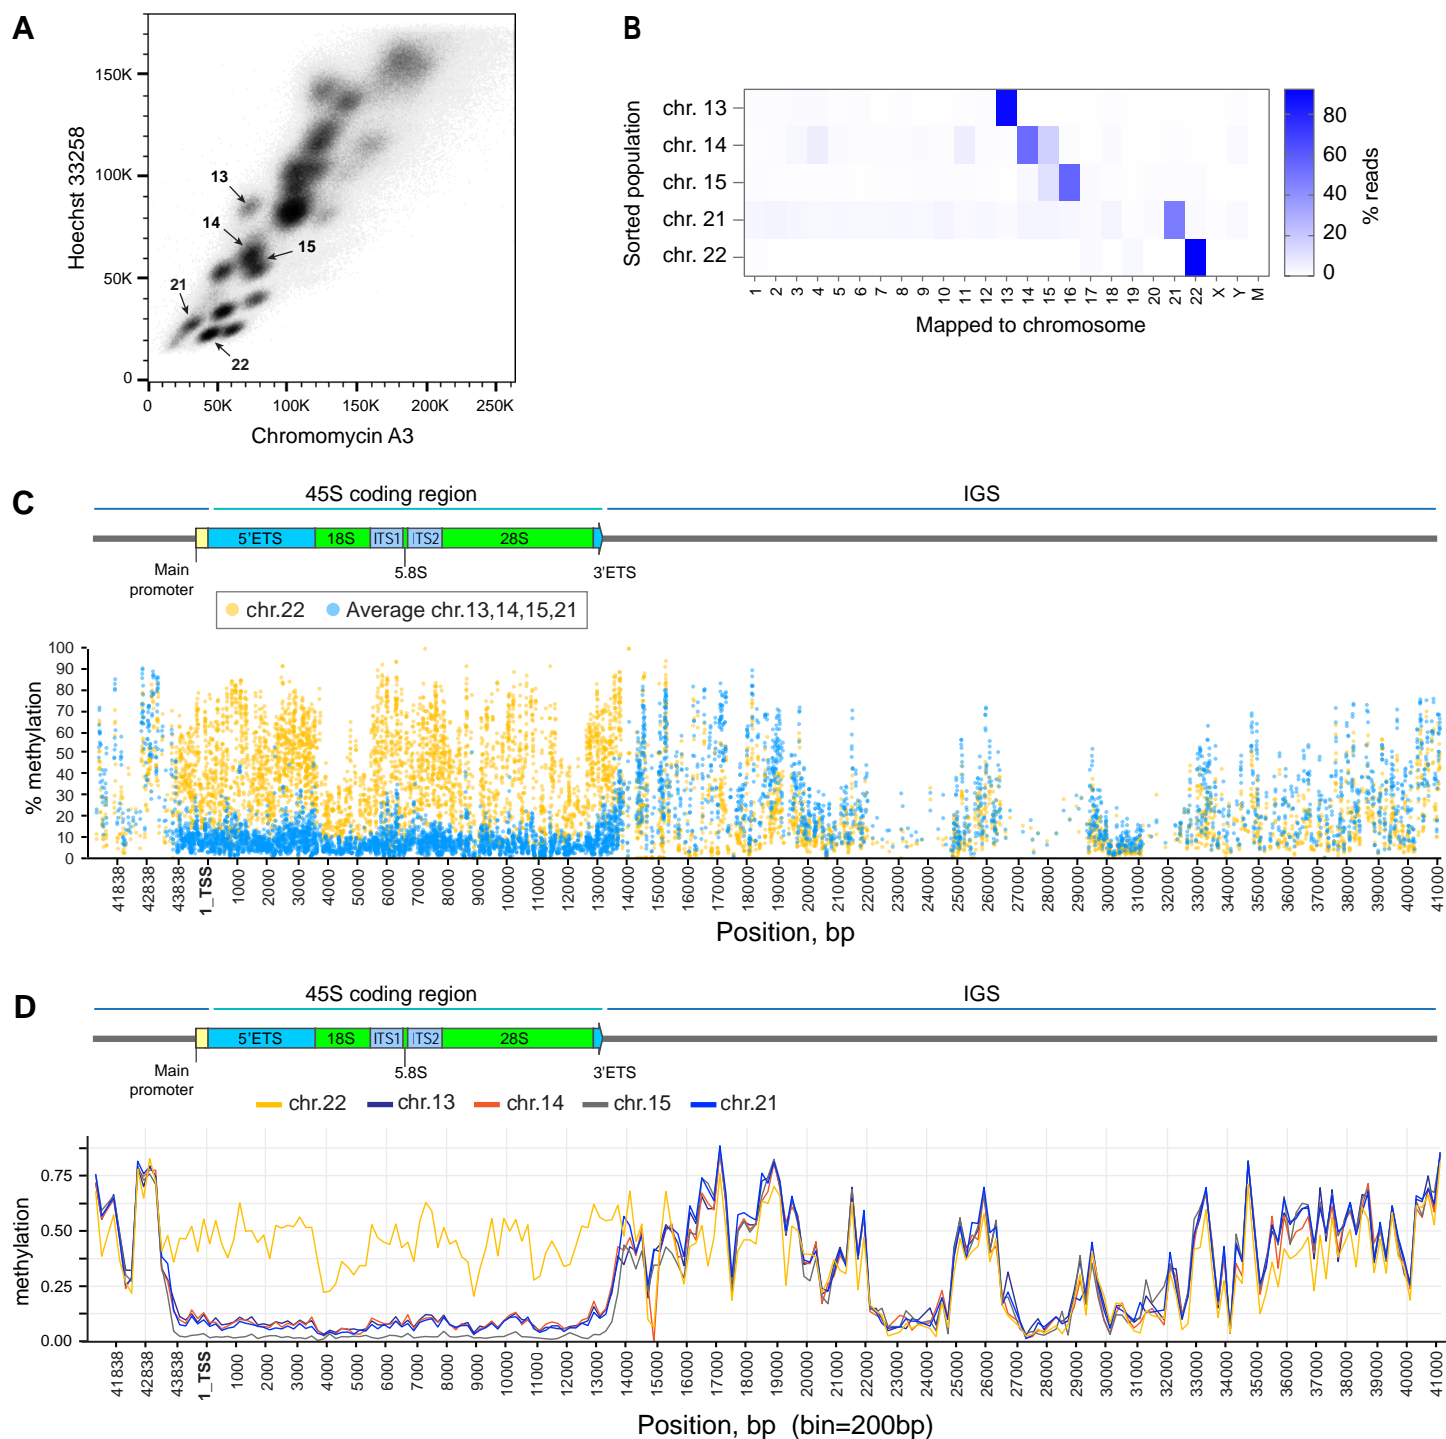 A
150K
100K
50K
0
Hoechst 33258
13
14
15
21
22
0
50K
100K
150K
200K
250K
Chromomycin A3
B
Sorted population
chr. 13
chr. 14
chr. 15
chr. 21
chr. 22
1 2 3 4 5 6 7 8 9 10 11 12 13 14 15 16 17 18 19 20 21 22 X Y M
Mapped to chromosome
80
60
40
20
0
% reads
C
45S coding region
IGS
5'ETS 18S ITS1 ITS2 28S
Main
promoter
5.8S
3'ETS
chr.22 Average chr.13,14,15,21
100
90
80
70
60
50
40
30
20
10
0
% methylation
41838 42838 43838 1_TSS 1000 2000 3000 4000 5000 6000 7000 8000 9000 10000 11000 12000 13000 14000 15000 16000 17000 18000 19000 20000 21000 22000 23000 24000 25000 26000 27000 28000 29000 30000 31000 32000 33000 34000 35000 36000 37000 38000 39000 40000 41000
Position, bp
D
45S coding region
IGS
5'ETS 18S ITS1 ITS2 28S
Main
promoter
5.8S
3'ETS
chr.22 chr.13 chr.14 chr.15 chr.21
0.75
0.50
0.25
0.00
methylation
41838 42838 43838 1_TSS 1000 2000 3000 4000 5000 6000 7000 8000 9000 10000 11000 12000 13000 14000 15000 16000 17000 18000 19000 20000 21000 22000 23000 24000 25000 26000 27000 28000 29000 30000 31000 32000 33000 34000 35000 36000 37000 38000 39000 40000 41000
Position, bp (bin=200bp)